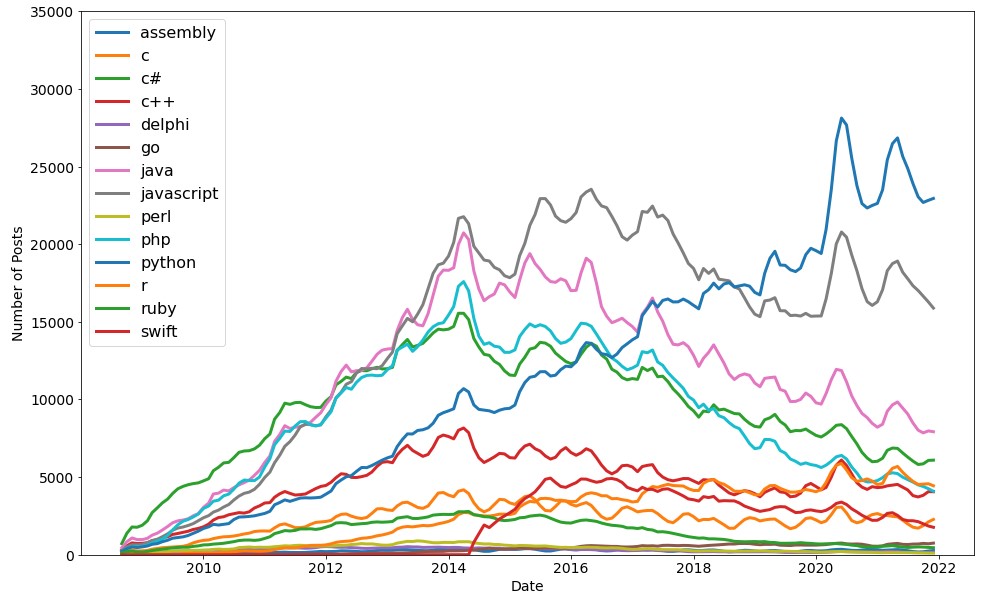 35000
30000
25000
20000
15000
10000
5000
0
Number of Posts
assembly
c
c#
c++
delphi
go
java
javascript
perl
php
python
r
ruby
swift
2010 2012 2014 2016 2018 2020 2022
Date